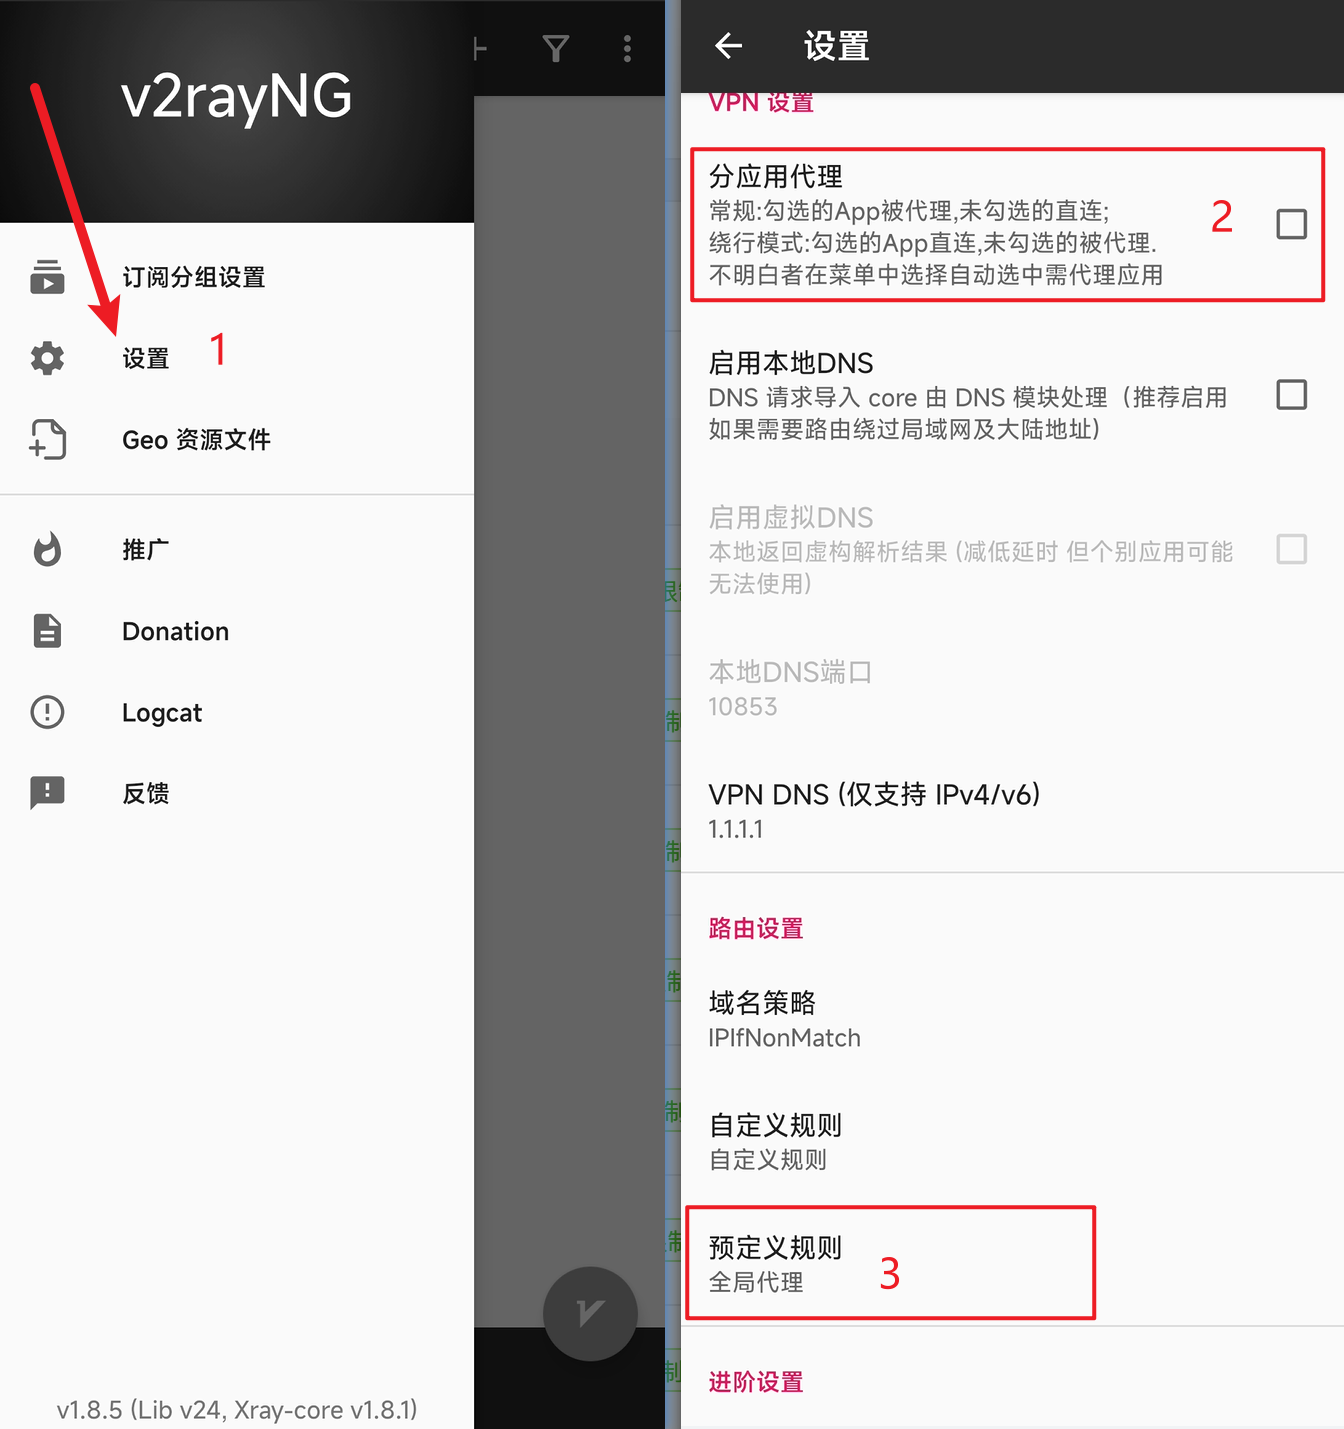 v2rayNG
订阅分组设置
设置 1
Geo 资源文件
推广
Donation
Logcat
反馈
v1.8.5 (Lib v24, Xray-core v1.8.1)
设置
VPN 设置
分应用代理
常规:勾选的App被代理,未勾选的直连;
绕行模式:勾选的App直连,未勾选的被代理.
不明白者在菜单中选择自动选中需代理应用
2
启用本地DNS
DNS 请求导入 core 由 DNS 模块处理（推荐启用
如果需要路由绕过局域网及大陆地址）
启用虚拟DNS
本地返回虚构解析结果 (减低延时 但个别应用可能
无法使用)
本地DNS端口
10853
VPN DNS (仅支持 IPv4/v6)
1.1.1.1
路由设置
域名策略
IPIfNonMatch
自定义规则
自定义规则
预定义规则
全局代理
3
进阶设置